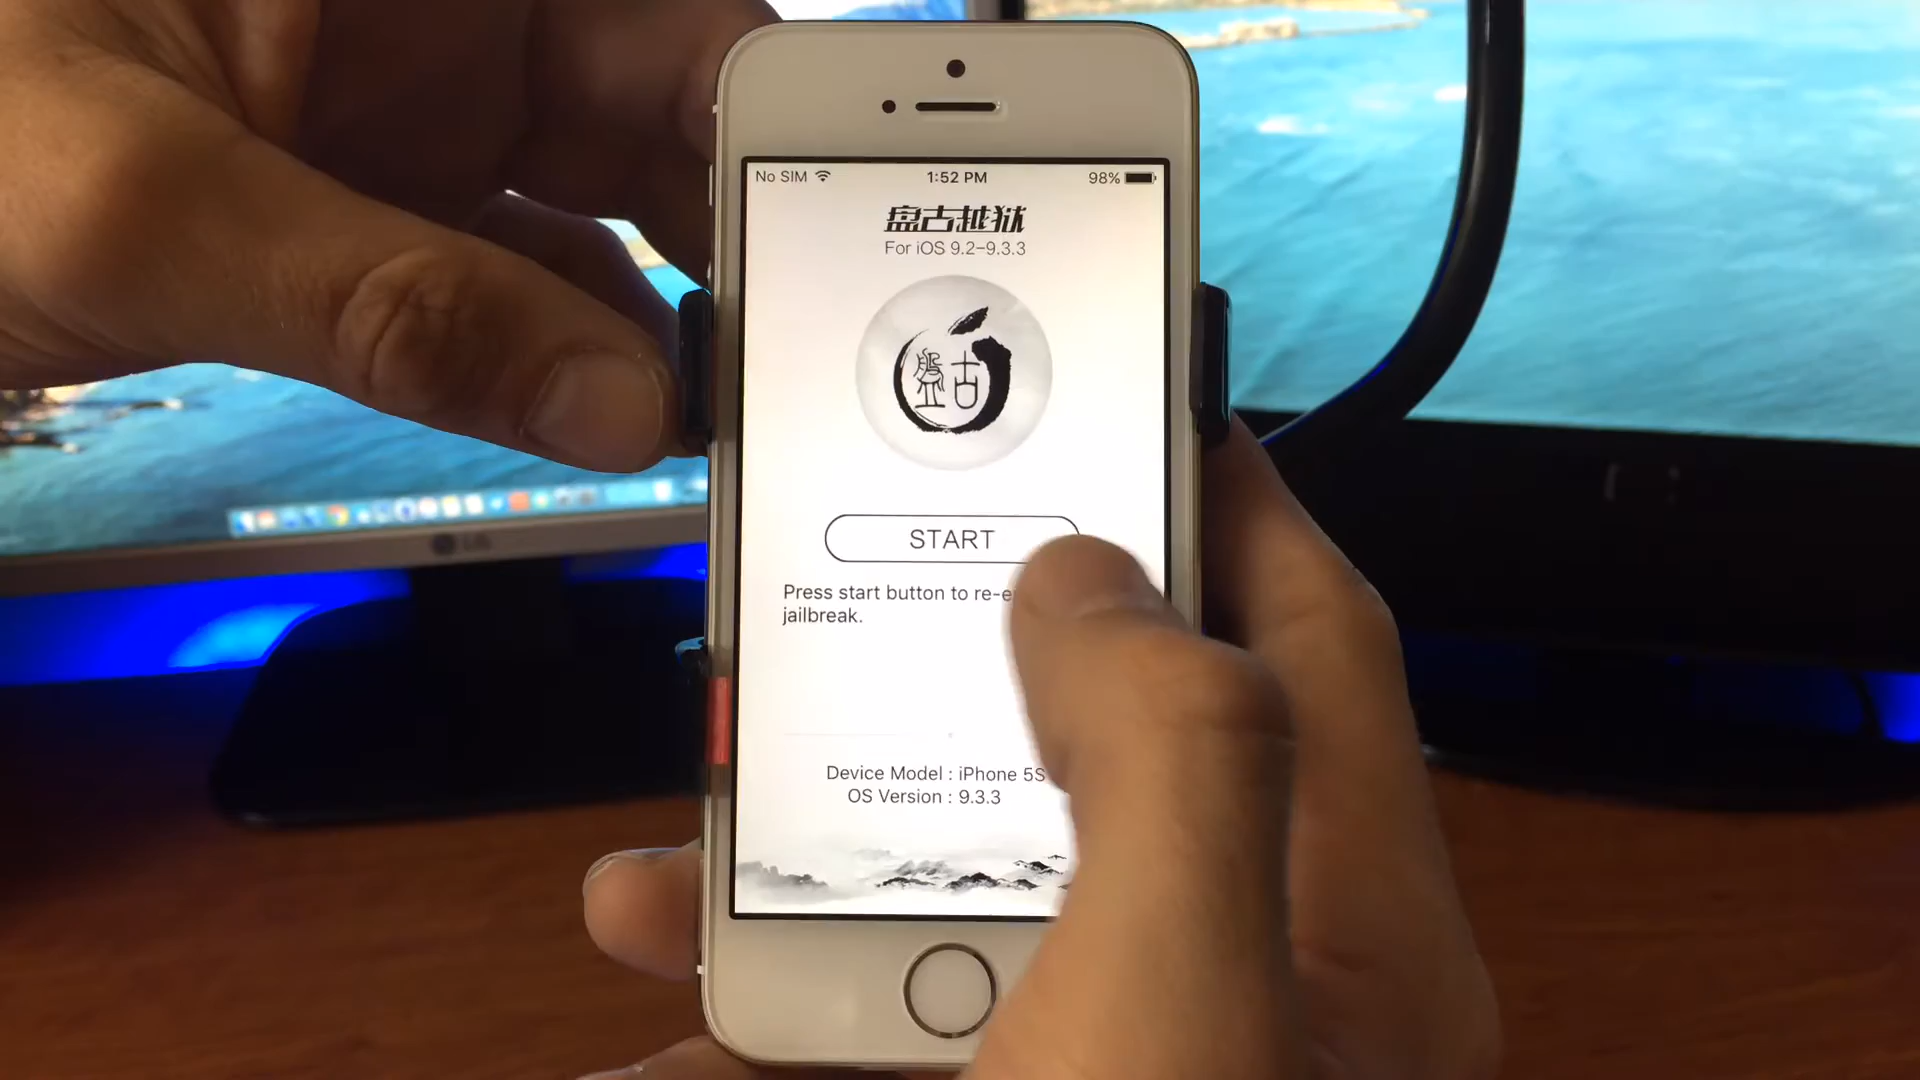 No SIM 1:52 PM 98%
盘古越狱
For iOS 9.2-9.3.3
盤古
START
Press start button to re-e
jailbreak.
Device Model : iPhone 5S
OS Version : 9.3.3
LG